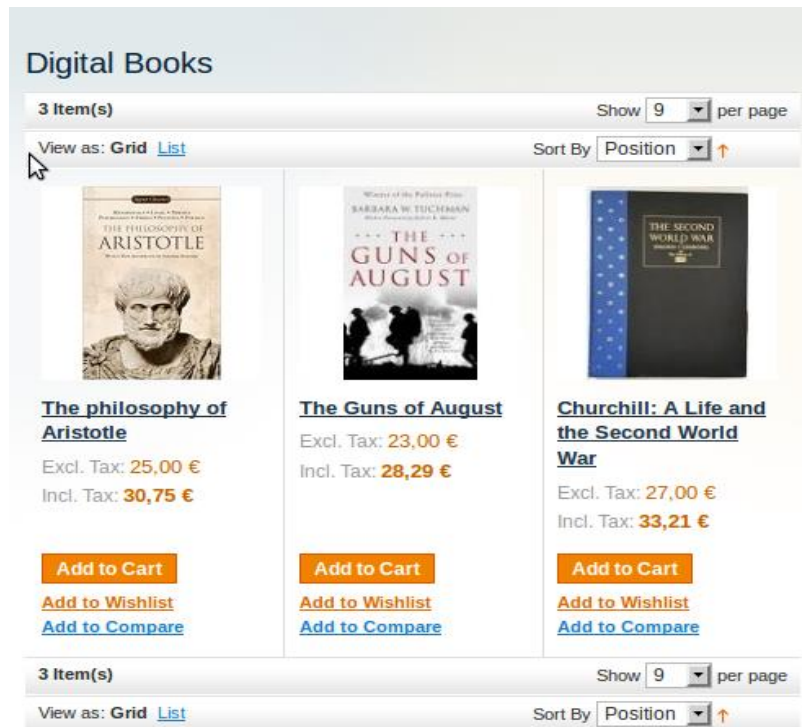 Digital Books
3 Item(s)
Show 9 per page
View as: Grid List
Sort By Position
THE PHILOSOPHY OF
ARISTOTLE
Winner of the Pulitzer Prize
BARBARA W. TUCHMAN
THE
GUNS OF
AUGUST
THE SECOND
WORLD WAR
The philosophy of
Aristotle
Excl. Tax: 25,00 €
Incl. Tax: 30,75 €
Add to Cart
Add to Wishlist
Add to Compare
The Guns of August
Excl. Tax: 23,00 €
Incl. Tax: 28,29 €
Add to Cart
Add to Wishlist
Add to Compare
Churchill: A Life and
the Second World
War
Excl. Tax: 27,00 €
Incl. Tax: 33,21 €
Add to Cart
Add to Wishlist
Add to Compare
3 Item(s)
Show 9 per page
View as: Grid List
Sort By Position